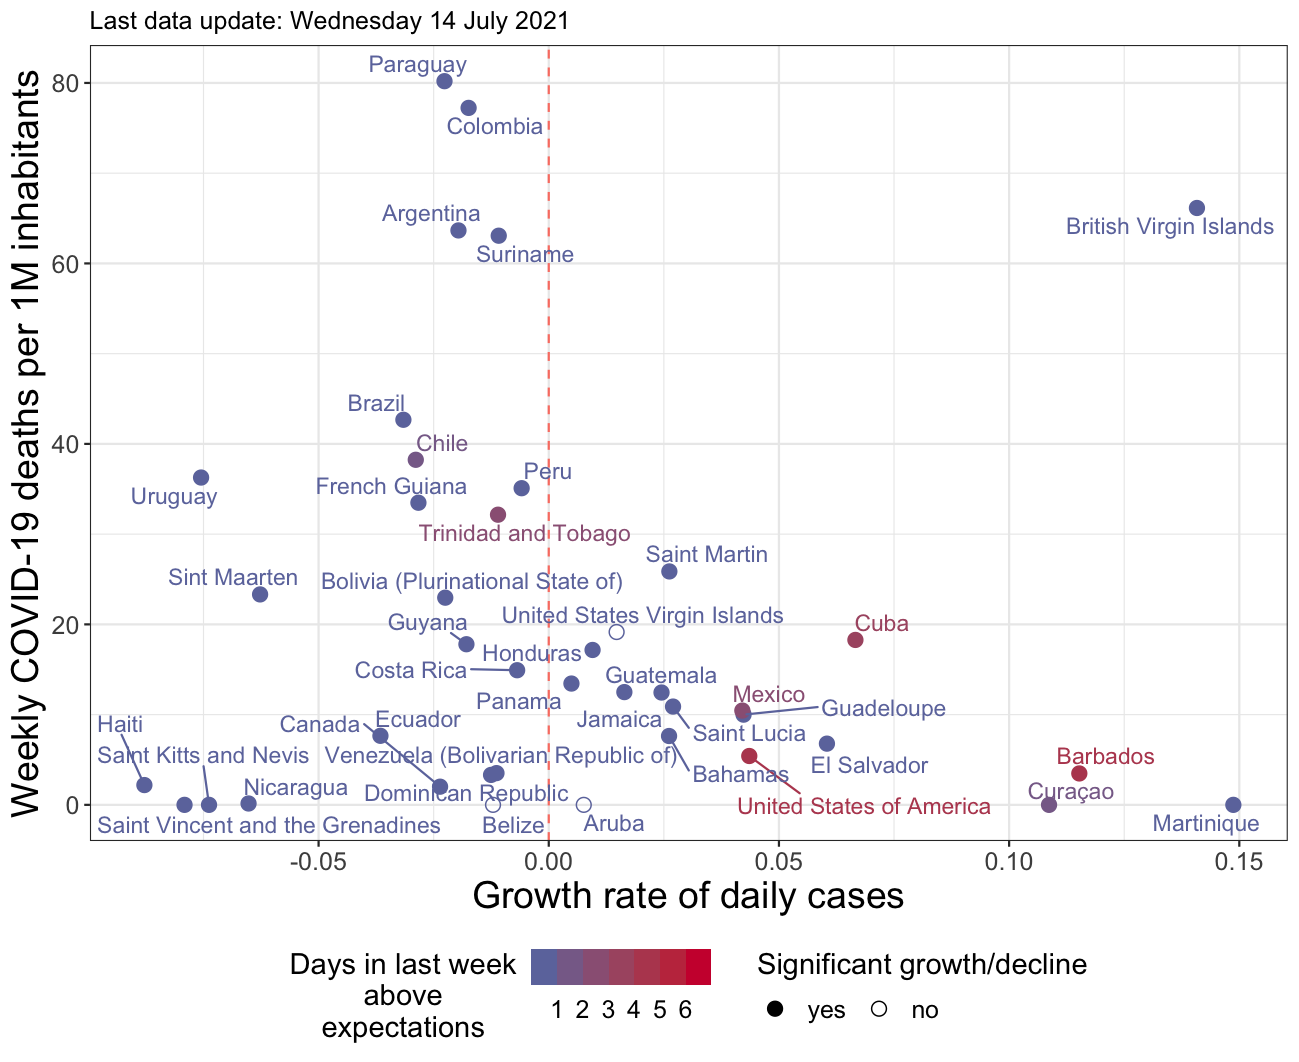 Last data update: Wednesday 14 July 2021
Weekly COVID-19 deaths per 1M inhabitants
80
60
40
20
0
Paraguay
Colombia
Argentina
British Virgin Islands
Suriname
Brazil
Chile
Peru
French Guiana
Uruguay
Trinidad and Tobago
Saint Martin
Sint Maarten
Bolivia (Plurinational State of)
United States Virgin Islands
Guyana
Cuba
Honduras
Costa Rica
Guatemala
Panama
Mexico
Guadeloupe
Haiti
Canada
Ecuador
Jamaica
Saint Lucia
Saint Kitts and Nevis
Venezuela (Bolivarian Republic of)
Barbados
El Salvador
Bahamas
Nicaragua
Dominican Republic
Curaçao
United States of America
Saint Vincent and the Grenadines
Belize
Aruba
Martinique
-0.05
0.00
0.05
0.10
0.15
Growth rate of daily cases
Days in last week
above
expectations
1 2 3 4 5 6
Significant growth/decline
yes
no